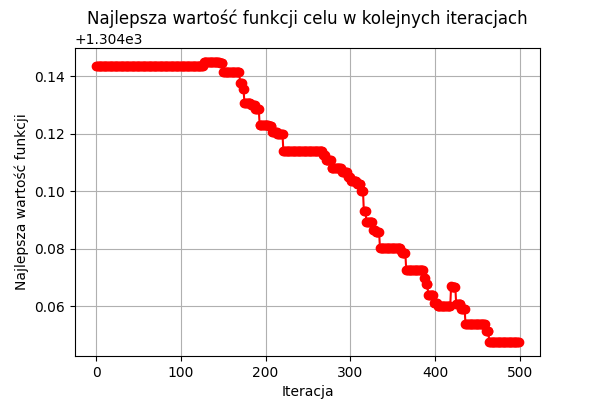 Najlepsza wartość funkcji celu w kolejnych iteracjach
+1.304e3
0.14
0.12
0.10
0.08
0.06
Najlepsza wartość funkcji
0 100 200 300 400 500
Iteracja